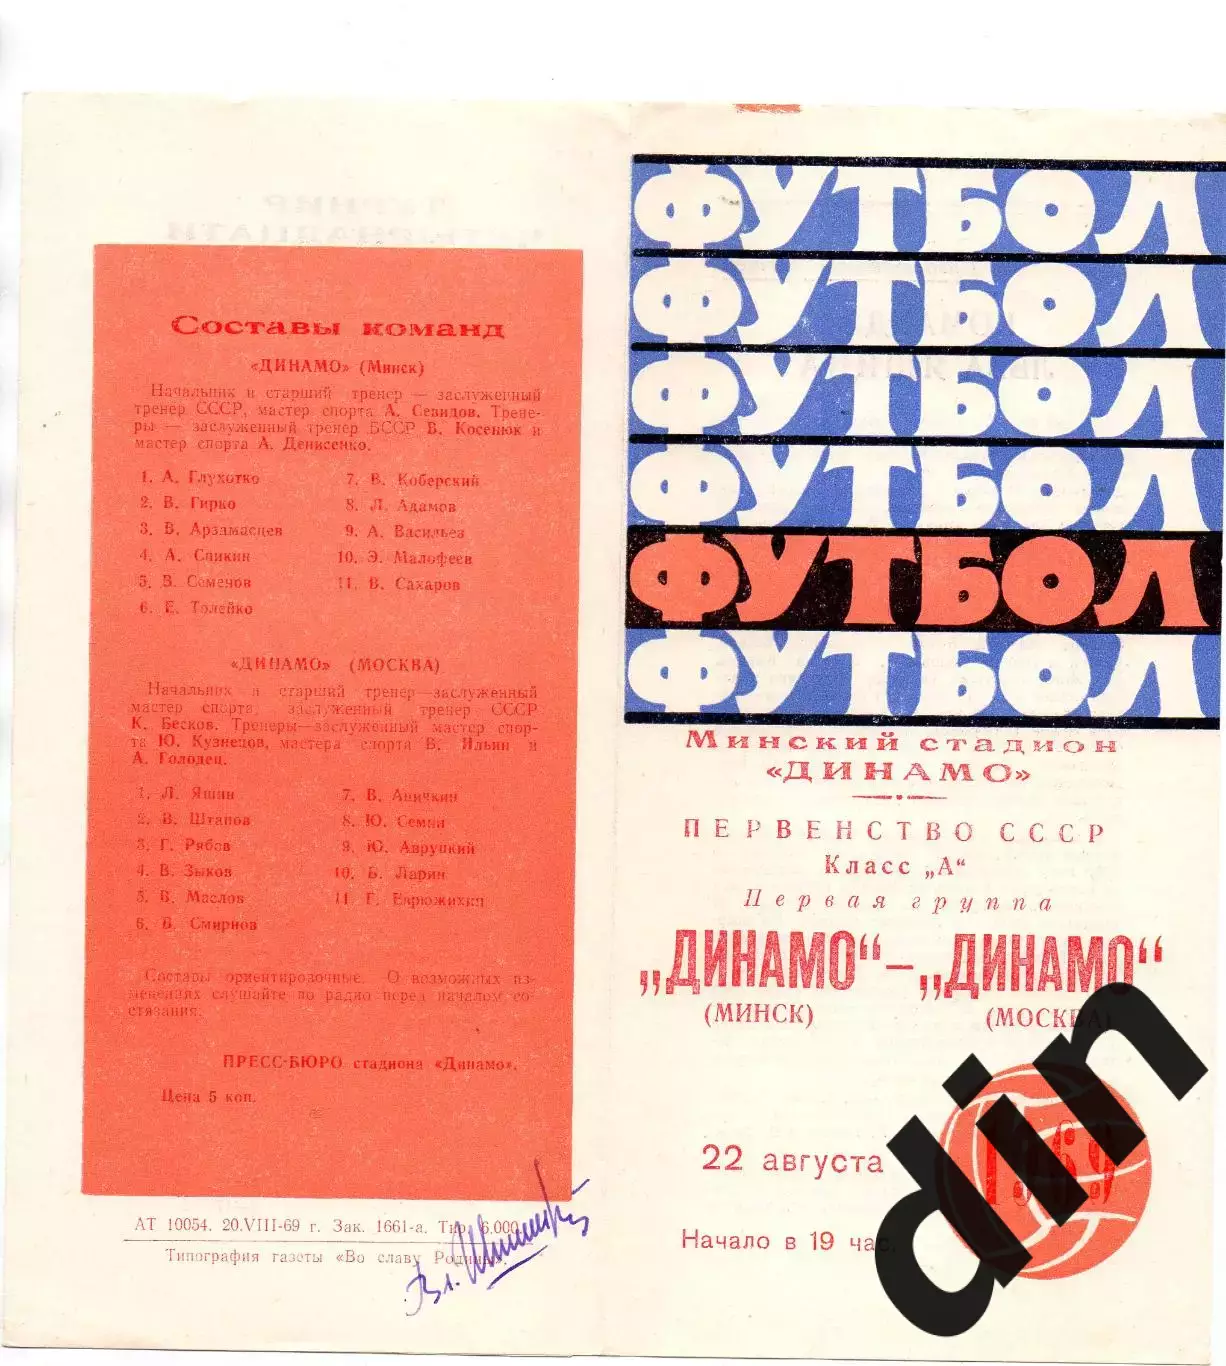 Составы команд
«ДИНАМО» (Минск)
Начальник и старший тренер — заслуженный
тренер СССР, мастер спорта А. Севидов. Трене-
ры — заслуженный тренер БССР В. Косенюк и
мастер спорта А. Денисенко.
1. А. Глухотко
2. В. Гирко
3. В. Арзамасцев
4. А. Спикин
5. В. Семенов
6. Е. Толейко
7. В. Коберский
8. Л. Адамов
9. А. Васильев
10. Э. Малофеев
11. В. Сахаров
«ДИНАМО» (МОСКВА)
Начальник и старший тренер—заслуженный
мастер спорта, заслуженный тренер СССР
К. Бесков. Тренеры—заслуженный мастер спор-
та Ю. Кузнецов, мастера спорта В. Ильин и
А. Голодец.
1. Л. Яшин
2. В. Штапов
3. Г. Рябов
4. В. Зыков
5. В. Маслов
6. В. Смирнов
7. В. Аничкин
8. Ю. Семин
9. Ю. Авруцкий
10. Б. Ларин
11. Г. Еврюжихин
Составы ориентировочные. О возможных из-
менениях слушайте по радио перед началом со-
стязания.
ПРЕСС-БЮРО стадиона «Динамо».
Цена 5 коп.
АТ 10054. 20.VIII-69 г. Зак. 1661-а. Тир. 6.000
Типография газеты «Во славу Родины».
ФУТБОЛ
ФУТБОЛ
ФУТБОЛ
ФУТБОЛ
ФУТБОЛ
ФУТБОЛ
Минский стадион
«ДИНАМО»
ПЕРВЕНСТВО СССР
Класс „А“
Первая группа
„ДИНАМО“—„ДИНАМО“
(МИНСК) (МОСКВА)
22 августа
1969
Начало в 19 час.
din